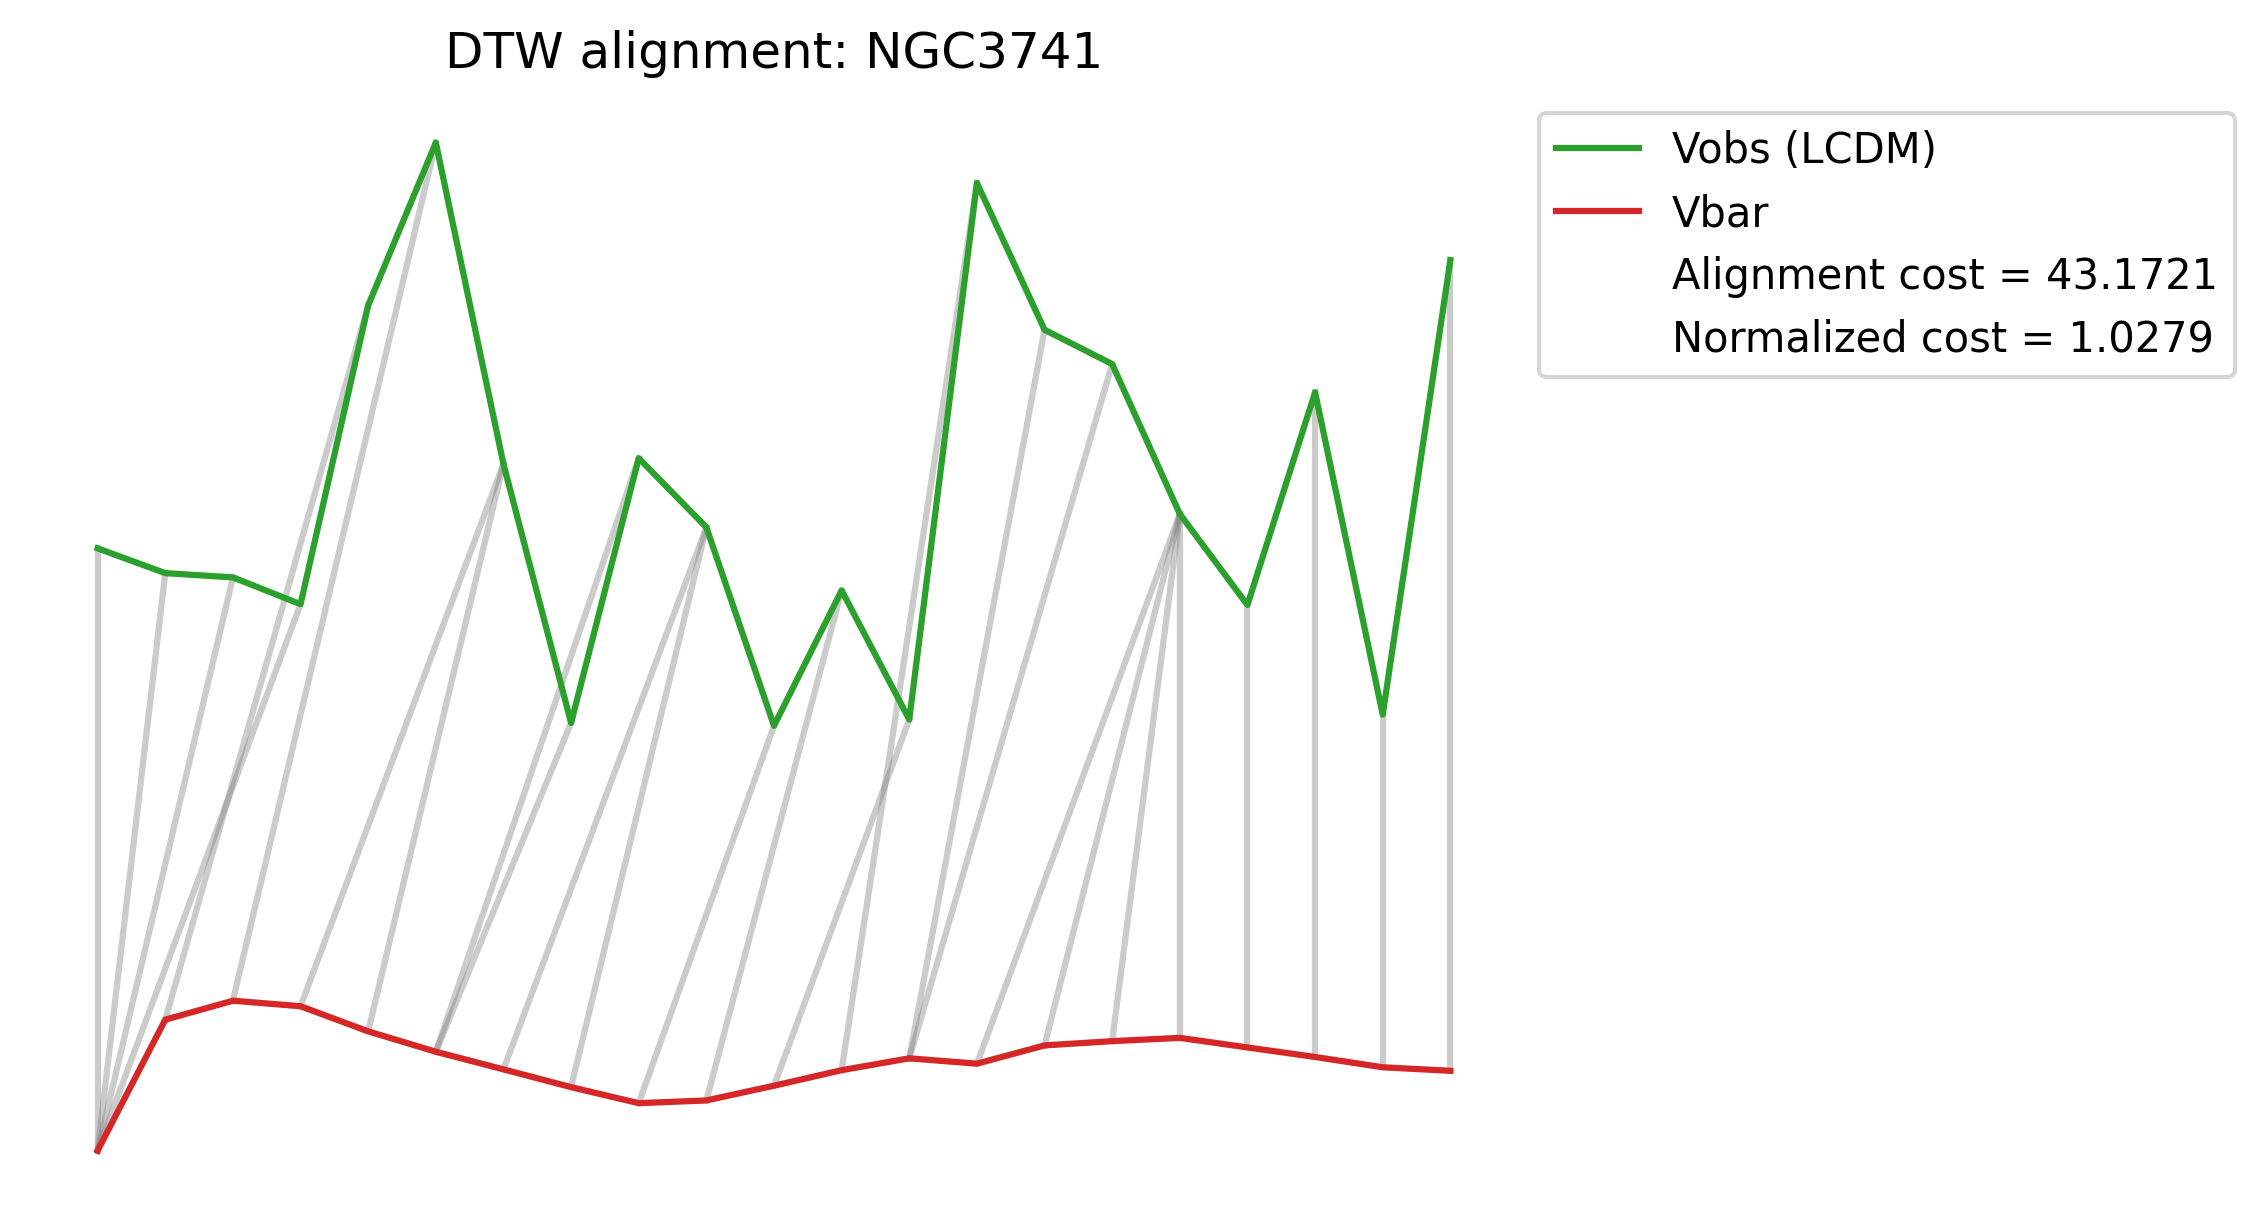 DTW alignment: NGC3741
Vobs (LCDM)
Vbar
Alignment cost = 43.1721
Normalized cost = 1.0279